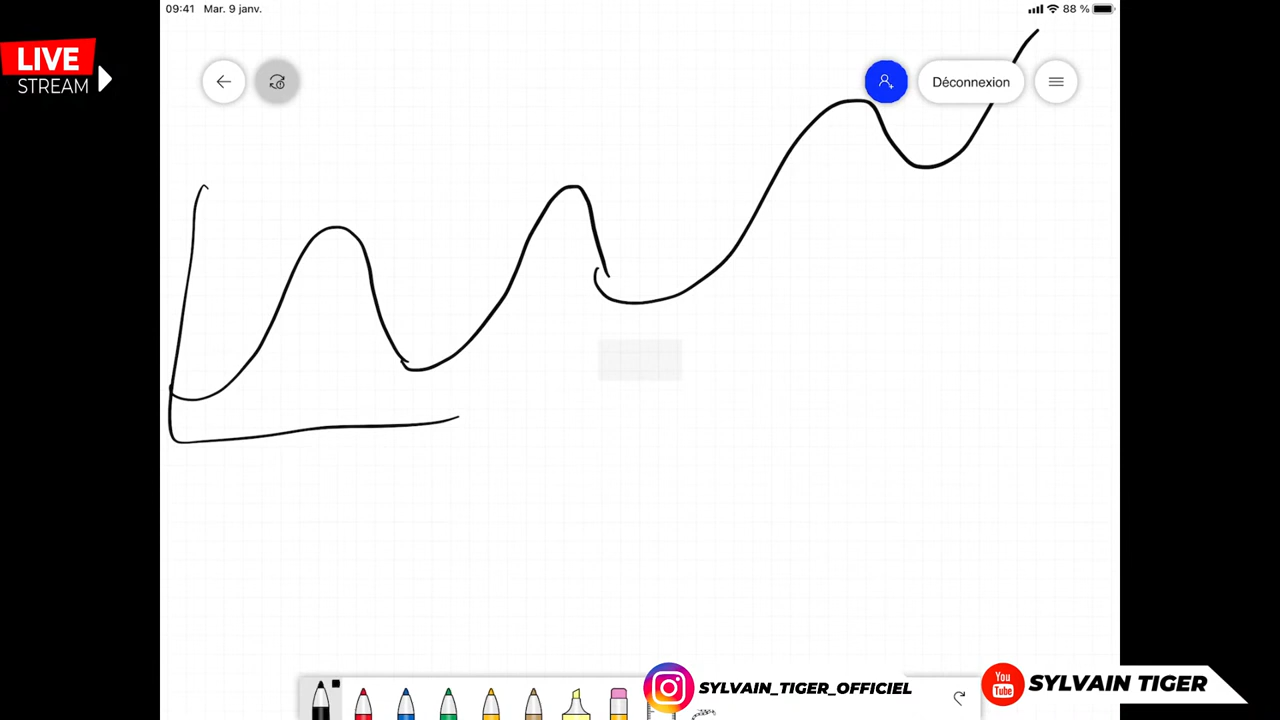 09:41 Mar. 9 janv.
88 %
LIVE
STREAM
Déconnexion
SYLVAIN_TIGER_OFFICIEL
You
Tube
SYLVAIN TIGER